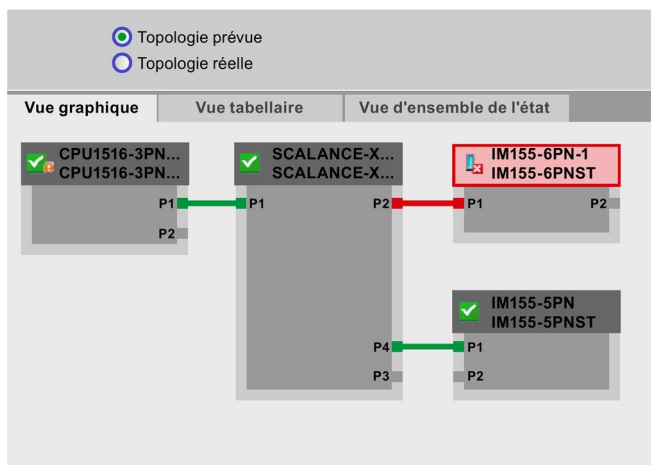 Topologie prévue
Topologie réelle
Vue graphique
Vue tabellaire
Vue d'ensemble de l'état
CPU1516-3PN...
CPU1516-3PN...
P1
P2
SCALANCE-X...
SCALANCE-X...
P1
P2
P4
P3
IM155-6PN-1
IM155-6PNST
P1
P2
IM155-5PN
IM155-5PNST
P1
P2